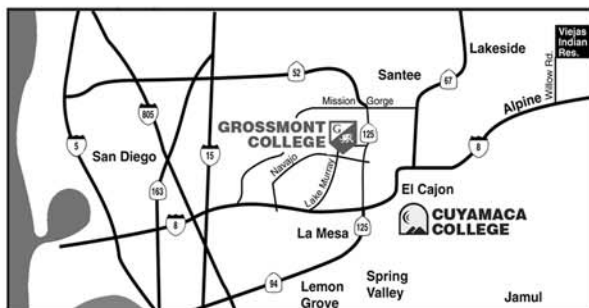 Viejas
Indian
Res.
Willow Rd.
Lakeside
52
Santee
67
Alpine
Mission Gorge
805
GROSSMONT
COLLEGE
G
125
8
5
San Diego
15
Navajo
163
Lake Murray
El Cajon
CUYAMACA
COLLEGE
8
La Mesa
125
94
Lemon
Grove
Spring
Valley
Jamul